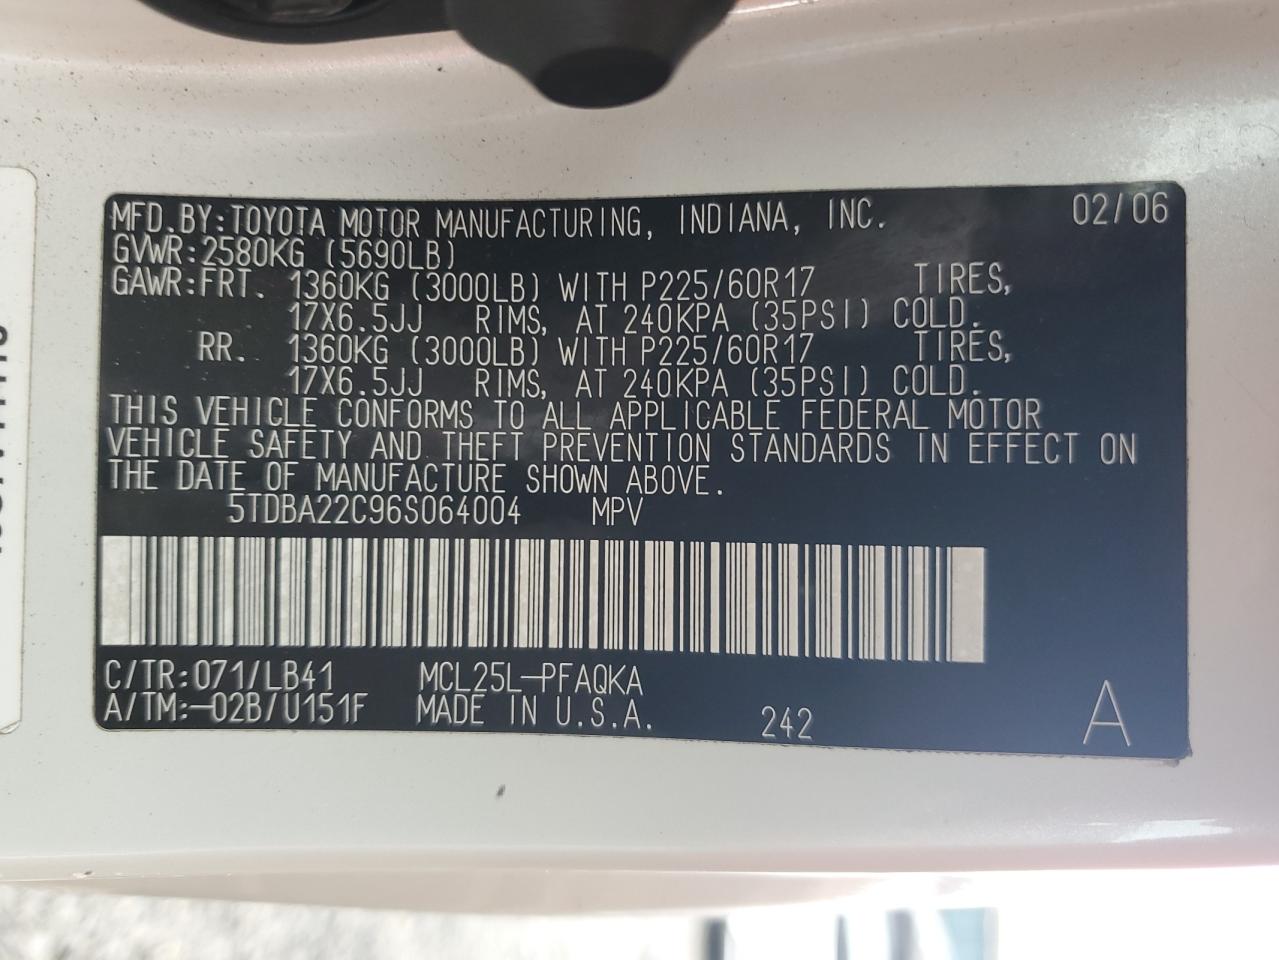 MFD.BY:TOYOTA MOTOR MANUFACTURING, INDIANA, INC. 02/06
GVWR:2580KG (5690LB)
GAWR:FRT. 1360KG (3000LB) WITH P225/60R17 TIRES,
17X6.5JJ RIMS, AT 240KPA (35PSI) COLD.
RR. 1360KG (3000LB) WITH P225/60R17 TIRES,
17X6.5JJ RIMS, AT 240KPA (35PSI) COLD.
THIS VEHICLE CONFORMS TO ALL APPLICABLE FEDERAL MOTOR
VEHICLE SAFETY AND THEFT PREVENTION STANDARDS IN EFFECT ON
THE DATE OF MANUFACTURE SHOWN ABOVE.
5TDBA22C96S064004 MPV
C/TR:071/LB41 MCL25L-PFAQKA
A/TM:-02B/U151F MADE IN U.S.A. 242 A